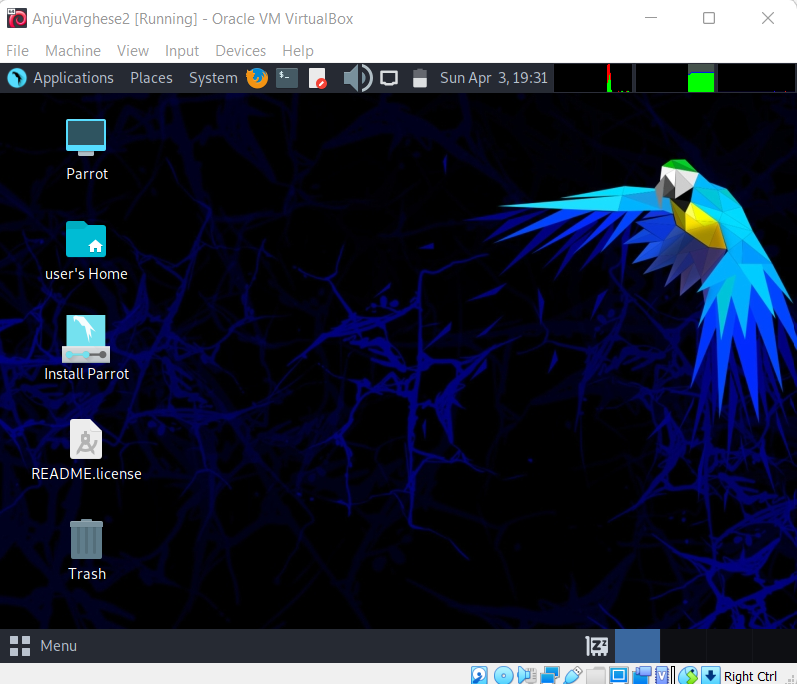 AnjuVarghese2 [Running] - Oracle VM VirtualBox
File Machine View Input Devices Help
Applications Places System $- Sun Apr 3, 19:31
Parrot
user's Home
Install Parrot
README.license
Trash
Menu
Right Ctrl